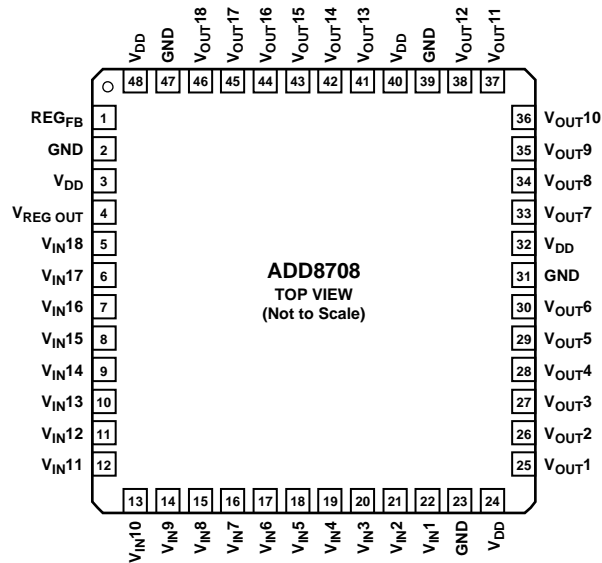 VDD GND VOUT18 VOUT17 VOUT16 VOUT15 VOUT14 VOUT13 VDD GND VOUT12 VOUT11
48 47 46 45 44 43 42 41 40 39 38 37
REGFB 1
GND 2
VDD 3
VREG OUT 4
VIN18 5
VIN17 6
VIN16 7
VIN15 8
VIN14 9
VIN13 10
VIN12 11
VIN11 12
ADD8708
TOP VIEW
(Not to Scale)
36 VOUT10
35 VOUT9
34 VOUT8
33 VOUT7
32 VDD
31 GND
30 VOUT6
29 VOUT5
28 VOUT4
27 VOUT3
26 VOUT2
25 VOUT1
13 14 15 16 17 18 19 20 21 22 23 24
VIN10 VIN9 VIN8 VIN7 VIN6 VIN5 VIN4 VIN3 VIN2 VIN1 GND VDD